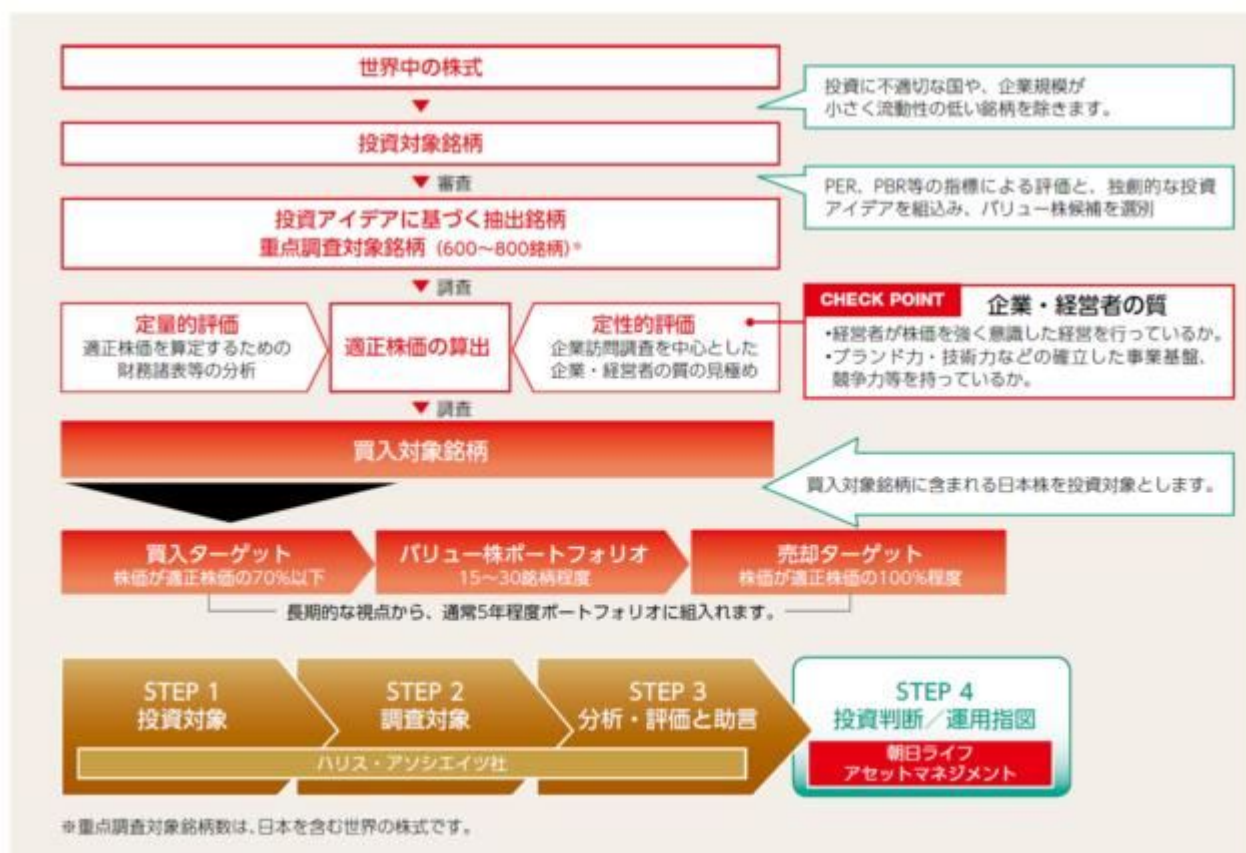 世界中の株式
投資に不適切な国や、企業規模が
小さく流動性の低い銘柄を除きます。
▼
投資対象銘柄
▼ 審査
PER、PBR等の指標による評価と、独創的な投資
アイデアを組込み、バリュー株候補を選別
投資アイデアに基づく抽出銘柄
重点調査対象銘柄（600〜800銘柄）※
▼ 調査
定量的評価
適正株価を算定するための
財務諸表等の分析
適正株価の算出
定性的評価
企業訪問調査を中心とした
企業・経営者の質の見極め
CHECK POINT 企業・経営者の質
•経営者が株価を強く意識した経営を行っているか。
•ブランド力・技術力などの確立した事業基盤、
競争力等を持っているか。
▼ 調査
買入対象銘柄
買入対象銘柄に含まれる日本株を投資対象とします。
買入ターゲット
株価が適正株価の70%以下
バリュー株ポートフォリオ
15〜30銘柄程度
売却ターゲット
株価が適正株価の100%程度
長期的な視点から、通常5年程度ポートフォリオに組入れます。
STEP 1
投資対象
STEP 2
調査対象
STEP 3
分析・評価と助言
ハリス・アソシエイツ社
STEP 4
投資判断／運用指図
朝日ライフ
アセットマネジメント
※重点調査対象銘柄数は、日本を含む世界の株式です。